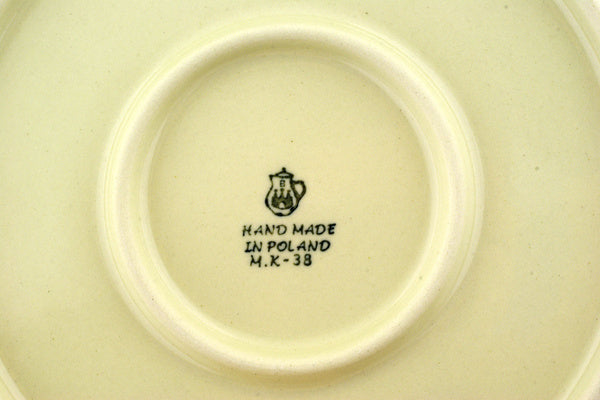 B
HAND MADE
IN POLAND
M.K-38